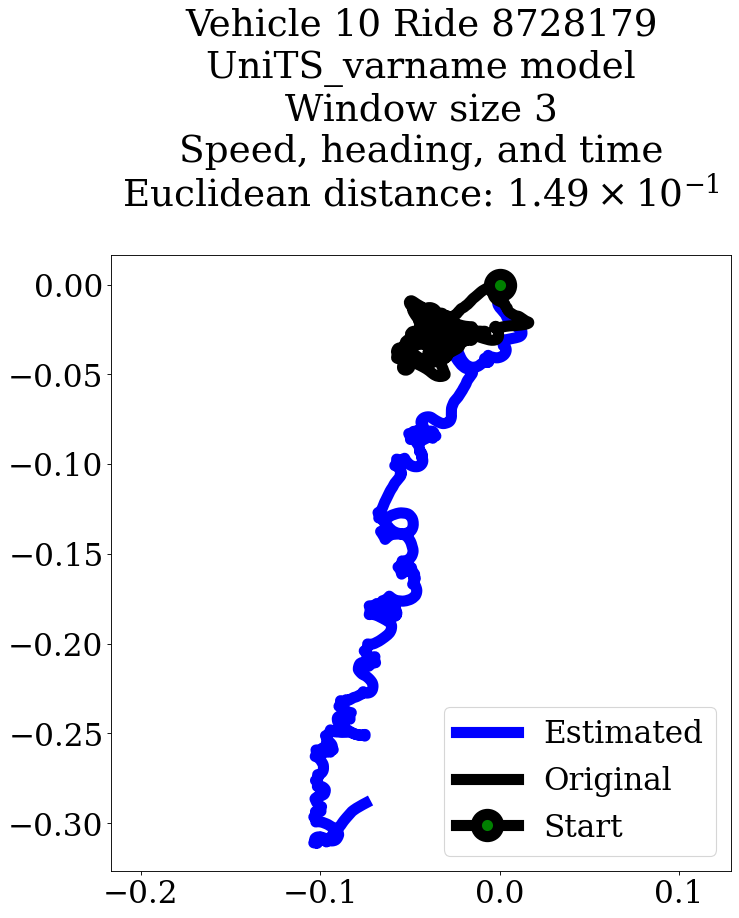 Vehicle 10 Ride 8728179
UniTS_varname model
Window size 3
Speed, heading, and time
Euclidean distance: 1.49 × 10⁻¹
0.00
−0.05
−0.10
−0.15
−0.20
−0.25
−0.30
Estimated
Original
Start
−0.2 −0.1 0.0 0.1